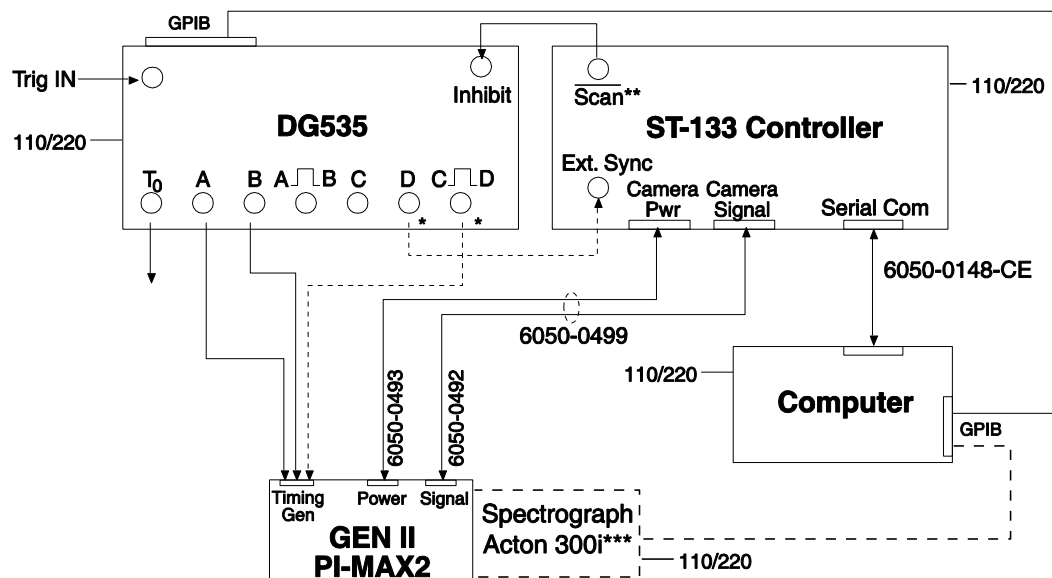 GPIB
Trig IN
Inhibit
Scan**
110/220
DG535
ST-133 Controller
110/220
Ext. Sync
T0 A B A B C D C D
* *
Camera Pwr
Camera Signal
Serial Com
6050-0148-CE
6050-0499
110/220
Computer
GPIB
6050-0493
6050-0492
Timing Gen
Power
Signal
GEN II
PI-MAX2
Spectrograph
Acton 300i***
110/220